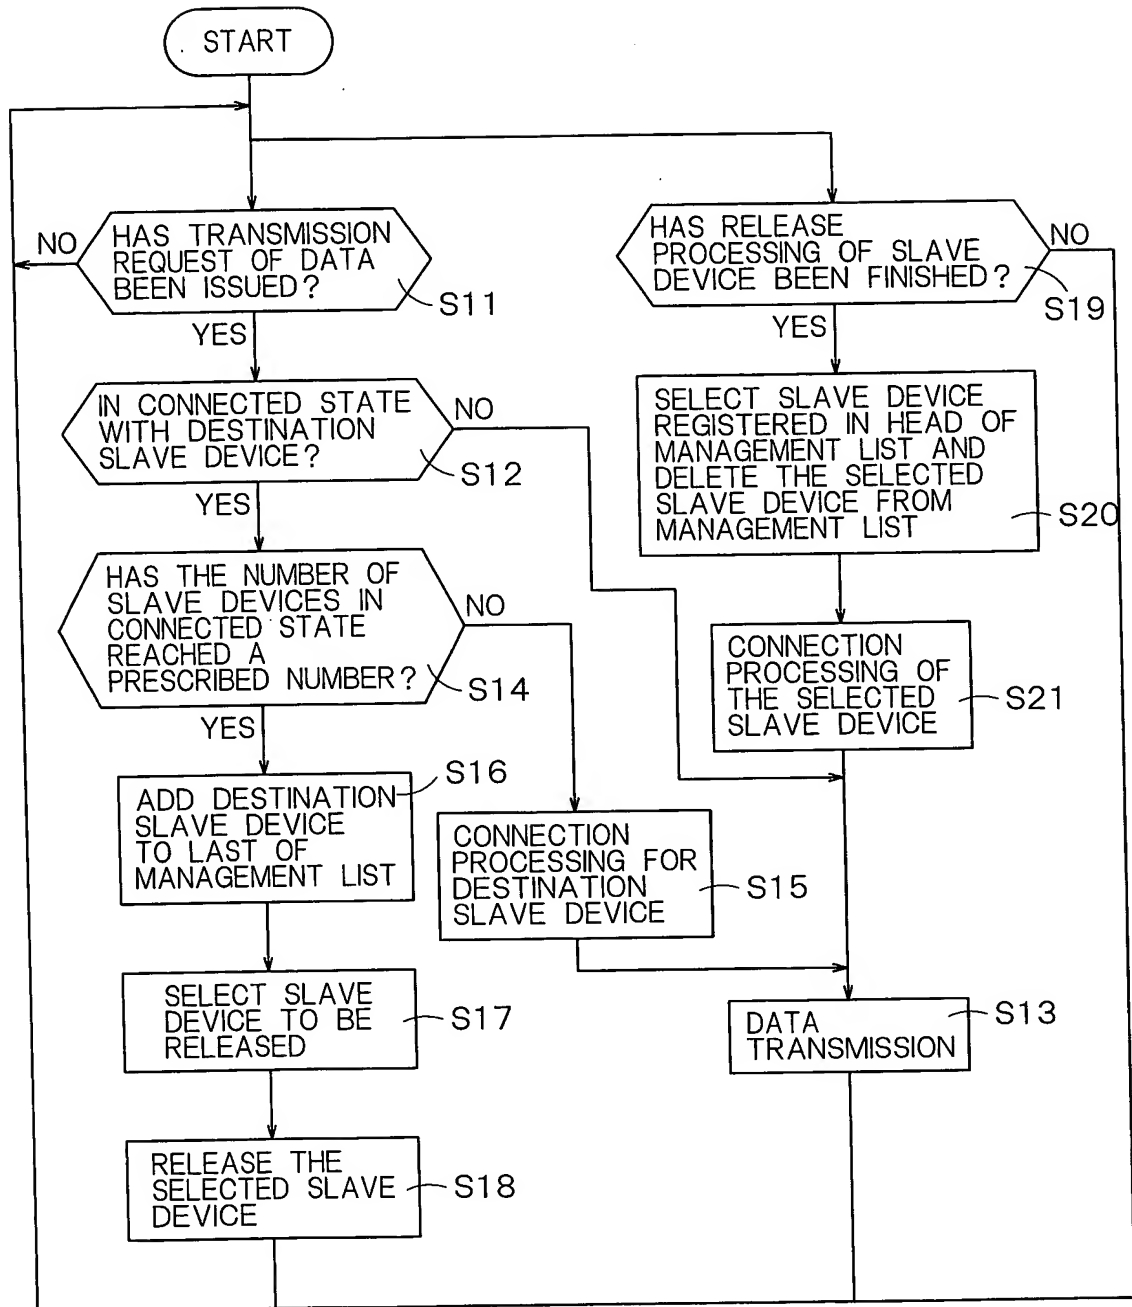 START
NO
HAS TRANSMISSION
REQUEST OF DATA
BEEN ISSUED?
S11
YES
IN CONNECTED STATE
WITH DESTINATION
SLAVE DEVICE?
NO
S12
YES
HAS THE NUMBER OF
SLAVE DEVICES IN
CONNECTED STATE
REACHED A
PRESCRIBED NUMBER?
NO
S14
YES
ADD DESTINATION
SLAVE DEVICE
TO LAST OF
MANAGEMENT LIST
S16
CONNECTION
PROCESSING FOR
DESTINATION
SLAVE DEVICE
S15
SELECT SLAVE
DEVICE TO BE
RELEASED
S17
RELEASE THE
SELECTED SLAVE
DEVICE
S18
HAS RELEASE
PROCESSING OF SLAVE
DEVICE BEEN FINISHED?
NO
S19
YES
SELECT SLAVE DEVICE
REGISTERED IN HEAD OF
MANAGEMENT LIST AND
DELETE THE SELECTED
SLAVE DEVICE FROM
MANAGEMENT LIST
S20
CONNECTION
PROCESSING OF
THE SELECTED
SLAVE DEVICE
S21
DATA
TRANSMISSION
S13